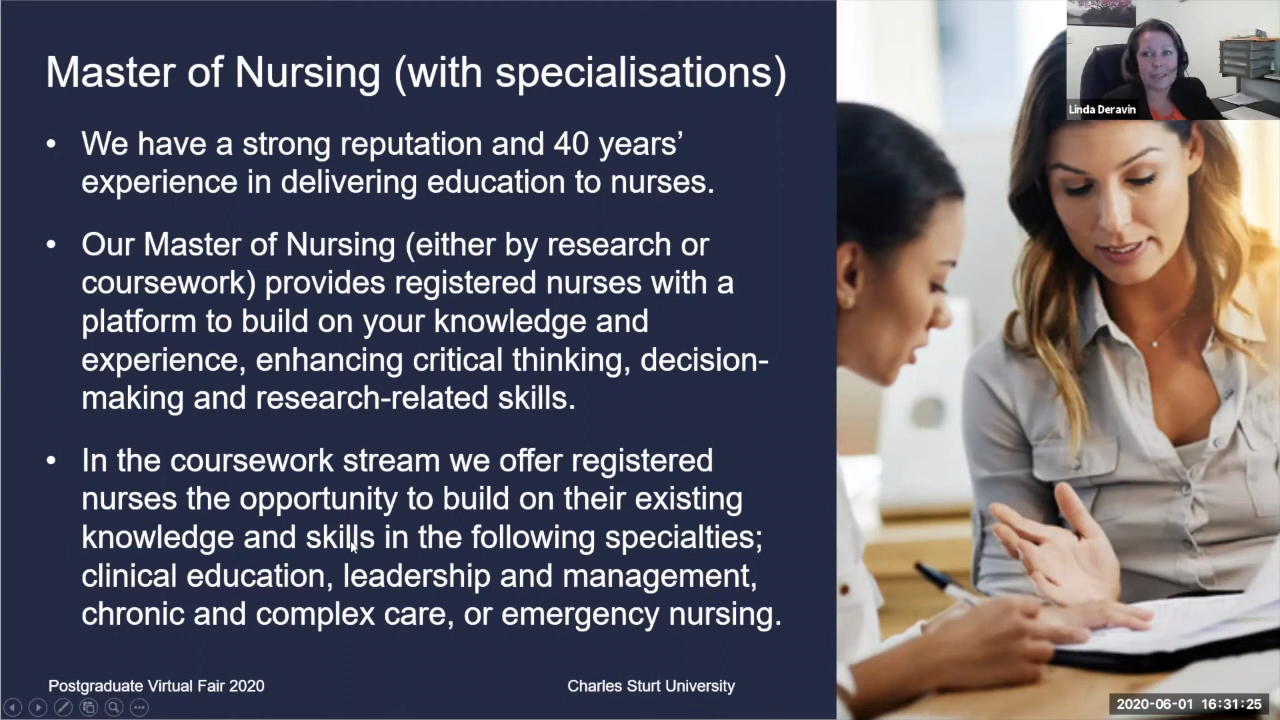 Master of Nursing (with specialisations)
• We have a strong reputation and 40 years’
experience in delivering education to nurses.
• Our Master of Nursing (either by research or
coursework) provides registered nurses with a
platform to build on your knowledge and
experience, enhancing critical thinking, decision-
making and research-related skills.
• In the coursework stream we offer registered
nurses the opportunity to build on their existing
knowledge and skills in the following specialties;
clinical education, leadership and management,
chronic and complex care, or emergency nursing.
Postgraduate Virtual Fair 2020
Charles Sturt University
Linda Deravin
2020-06-01 16:31:25